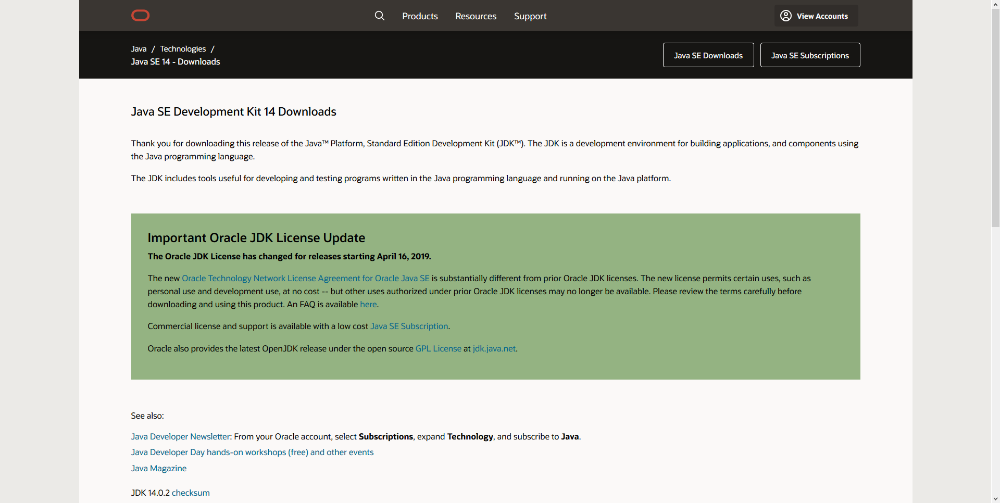 Products
Resources
Support
View Accounts
Java / Technologies /
Java SE 14 - Downloads
Java SE Downloads
Java SE Subscriptions
Java SE Development Kit 14 Downloads
Thank you for downloading this release of the Java™ Platform, Standard Edition Development Kit (JDK™). The JDK is a development environment for building applications, and components using
the Java programming language.
The JDK includes tools useful for developing and testing programs written in the Java programming language and running on the Java platform.
Important Oracle JDK License Update
The Oracle JDK License has changed for releases starting April 16, 2019.
The new Oracle Technology Network License Agreement for Oracle Java SE is substantially different from prior Oracle JDK licenses. The new license permits certain uses, such as
personal use and development use, at no cost -- but other uses authorized under prior Oracle JDK licenses may no longer be available. Please review the terms carefully before
downloading and using this product. An FAQ is available here.
Commercial license and support is available with a low cost Java SE Subscription.
Oracle also provides the latest OpenJDK release under the open source GPL License at jdk.java.net.
See also:
Java Developer Newsletter: From your Oracle account, select Subscriptions, expand Technology, and subscribe to Java.
Java Developer Day hands-on workshops (free) and other events
Java Magazine
JDK 14.0.2 checksum